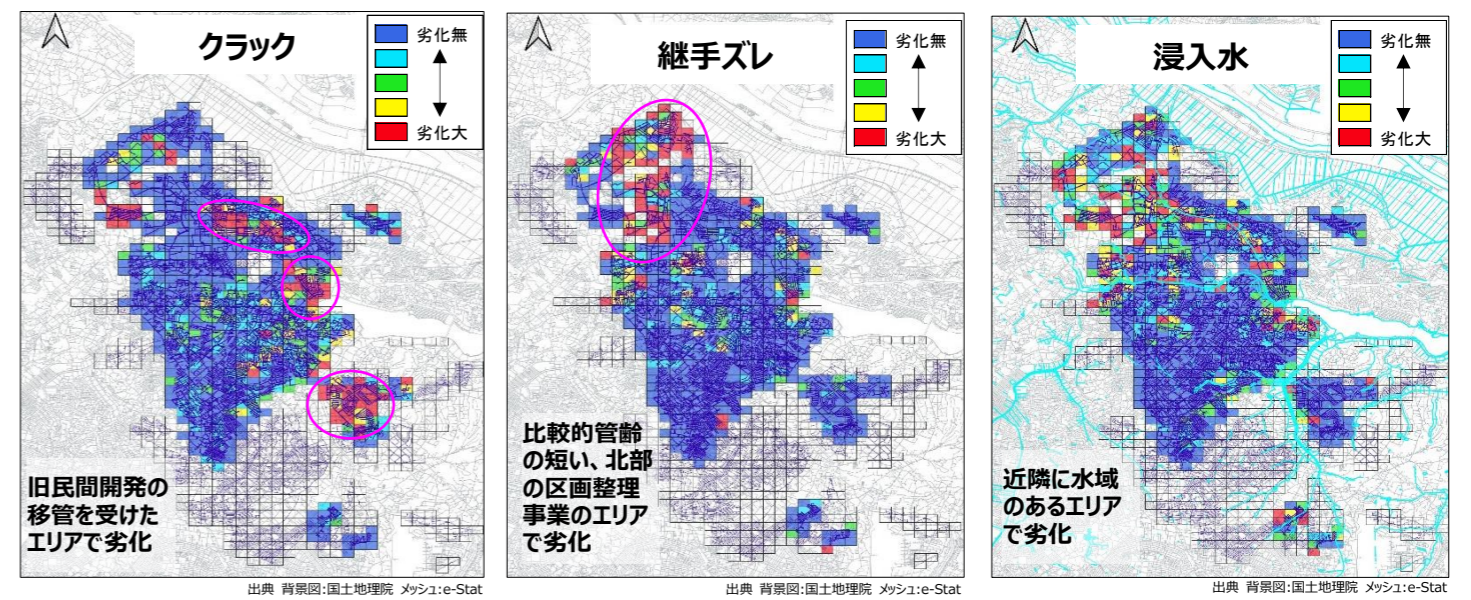 クラック
劣化無
劣化大
旧民間開発の
移管を受けた
エリアで劣化
出典 背景図:国土地理院 メッシュ:e-Stat
継手ズレ
劣化無
劣化大
比較的管齢
の短い、北部
の区画整理
事業のエリア
で劣化
出典 背景図:国土地理院 メッシュ:e-Stat
浸入水
劣化無
劣化大
近隣に水域
のあるエリア
で劣化
出典 背景図:国土地理院 メッシュ:e-Stat